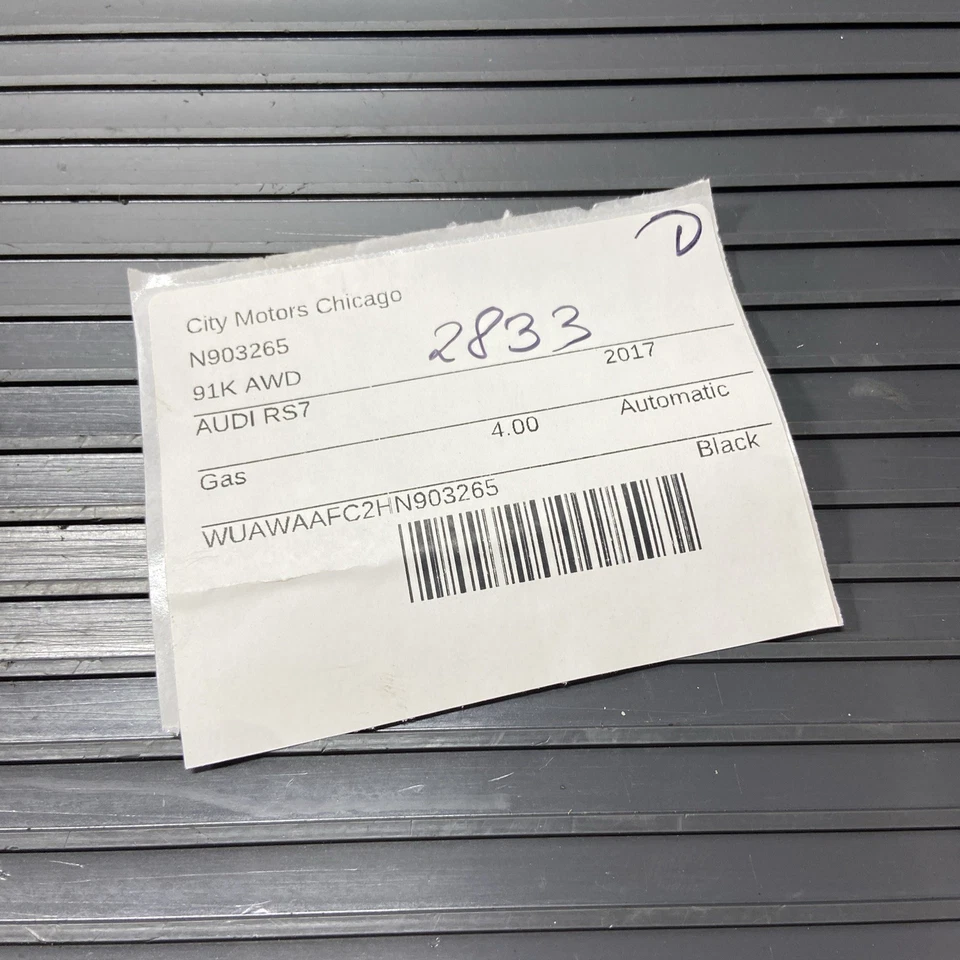 D
City Motors Chicago
N903265 2833
91K AWD
AUDI RS7 2017
Gas 4.00 Automatic
WUAWAAFC2HN903265 Black